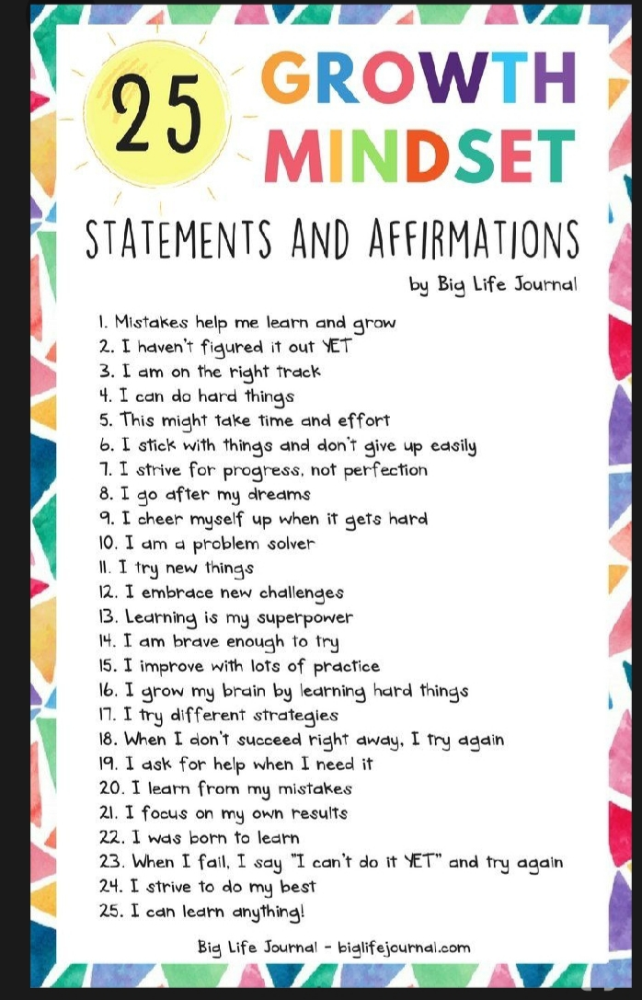 25
GROWTH
MINDSET
STATEMENTS AND AFFIRMATIONS
by Big Life Journal
1. Mistakes help me learn and grow
2. I haven't figured it out YET
3. I am on the right track
4. I can do hard things
5. This might take time and effort
6. I stick with things and don't give up easily
7. I strive for progress, not perfection
8. I go after my dreams
9. I cheer myself up when it gets hard
10. I am a problem solver
11. I try new things
12. I embrace new challenges
13. Learning is my superpower
14. I am brave enough to try
15. I improve with lots of practice
16. I grow my brain by learning hard things
17. I try different strategies
18. When I don't succeed right away, I try again
19. I ask for help when I need it
20. I learn from my mistakes
21. I focus on my own results
22. I was born to learn
23. When I fail, I say "I can't do it YET" and try again
24. I strive to do my best
25. I can learn anything!
Big Life Journal - biglifejournal.com